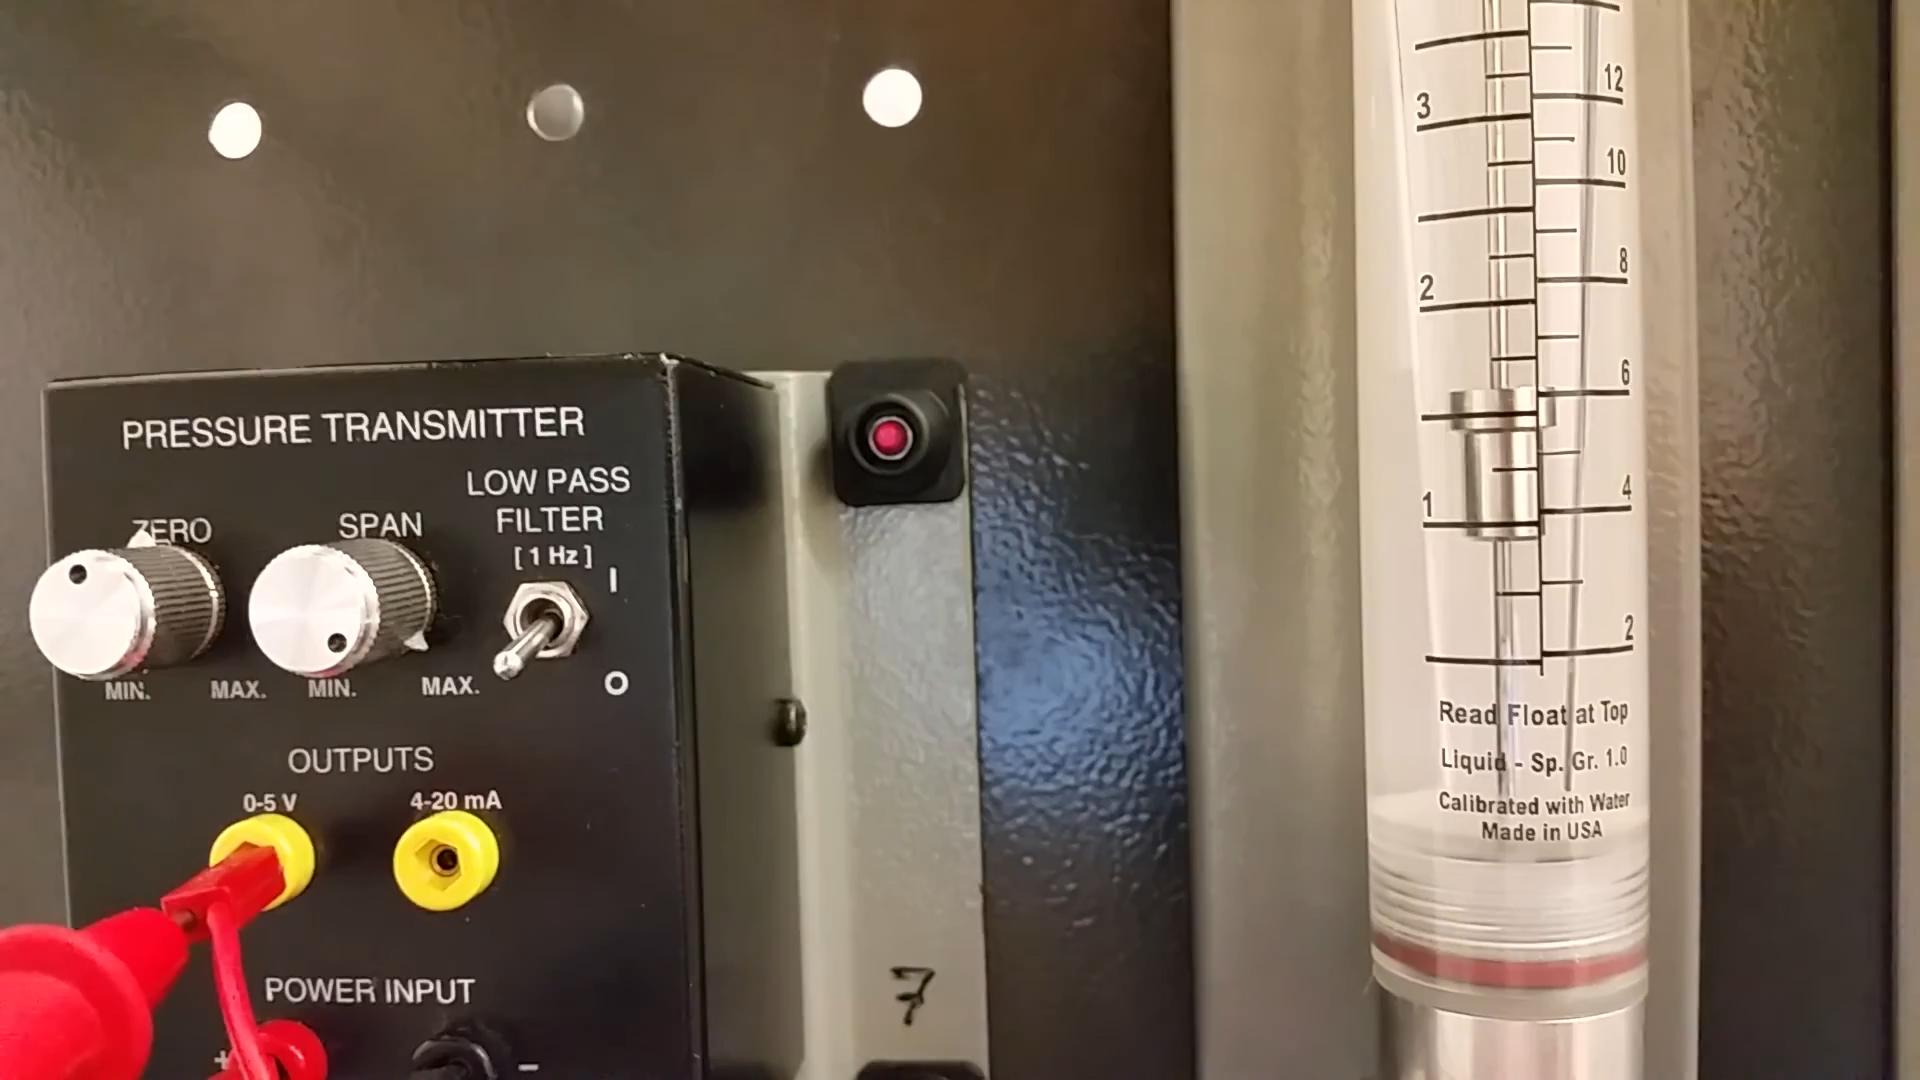 PRESSURE TRANSMITTER
LOW PASS
FILTER
[ 1 Hz ]
ZERO
SPAN
I
O
MIN.
MAX.
MIN.
MAX.
OUTPUTS
0-5 V
4-20 mA
POWER INPUT
+
-
7
3
2
1
12
10
8
6
4
2
Read Float at Top
Liquid - Sp. Gr. 1.0
Calibrated with Water
Made in USA